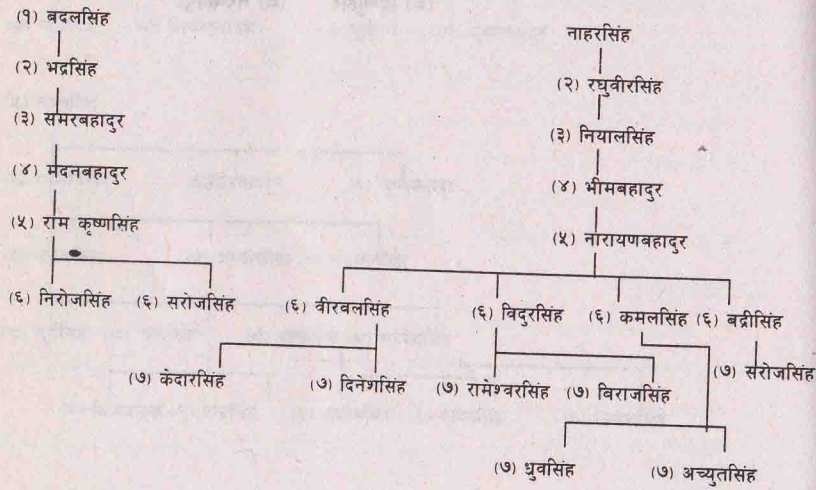 (१) बदलसिंह
नाहरसिंह
(२) भद्रसिंह
(२) रघुवीरसिंह
(३) समरबहादुर
(३) नियालसिंह
(४) मदनबहादुर
(४) भीमबहादुर
(५) राम कृष्णसिंह
(५) नारायणबहादुर
(६) निरोजसिंह (६) सरोजसिंह (६) वीरवलसिंह (६) विदुरसिंह (६) कमलसिंह (६) बद्रीसिंह
(७) केदारसिंह (७) दिनेशसिंह (७) रामेश्वरसिंह (७) विराजसिंह (७) सरोजसिंह
(७) धुवसिंह (७) अच्युतसिंह